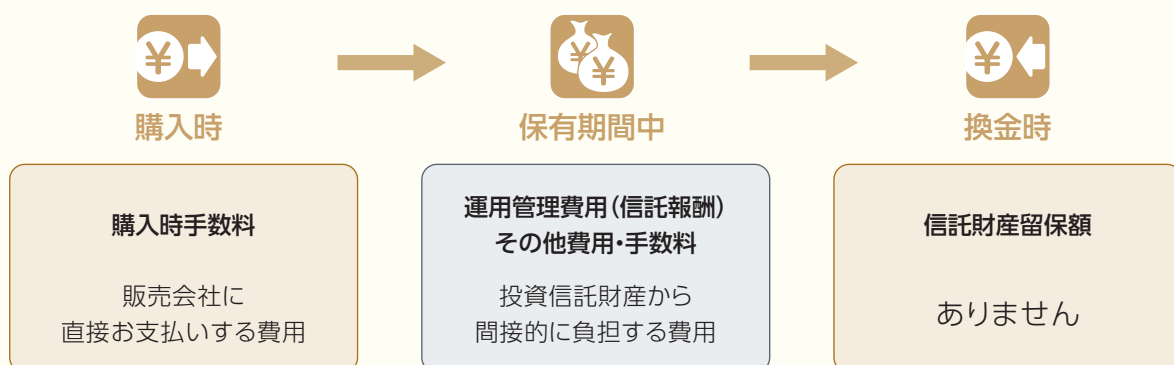 ¥
購入時
購入時手数料
販売会社に
直接お支払いする費用
¥
¥
保有期間中
運用管理費用(信託報酬)
その他費用・手数料
投資信託財産から
間接的に負担する費用
¥
換金時
信託財産留保額
ありません